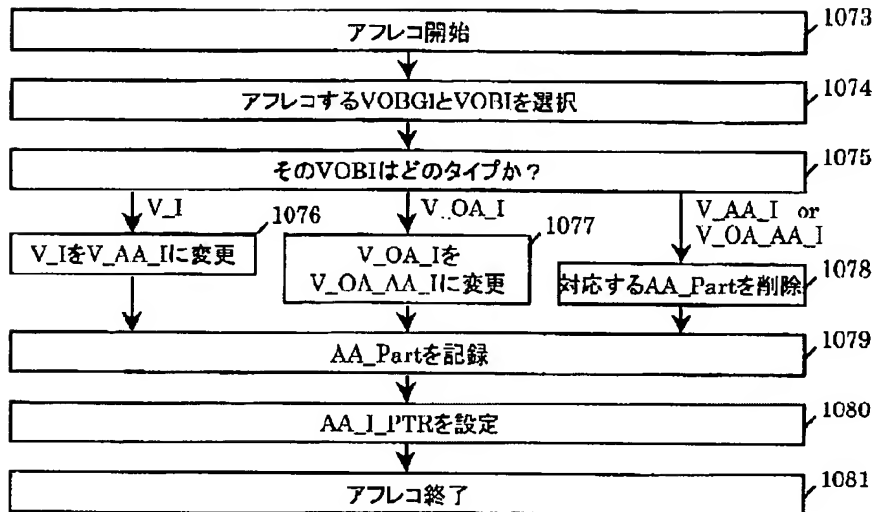 アフレコ開始
1073
アフレコするVOBGIとVOBIを選択
1074
そのVOBIはどのタイプか？
1075
V_I
V_OA_I
V_AA_I or
V_OA_AA_I
1076
V_IをV_AA_Iに変更
1077
V_OA_Iを
V_OA_AA_Iに変更
1078
対応するAA_Partを削除
AA_Partを記録
1079
AA_I_PTRを設定
1080
アフレコ終了
1081